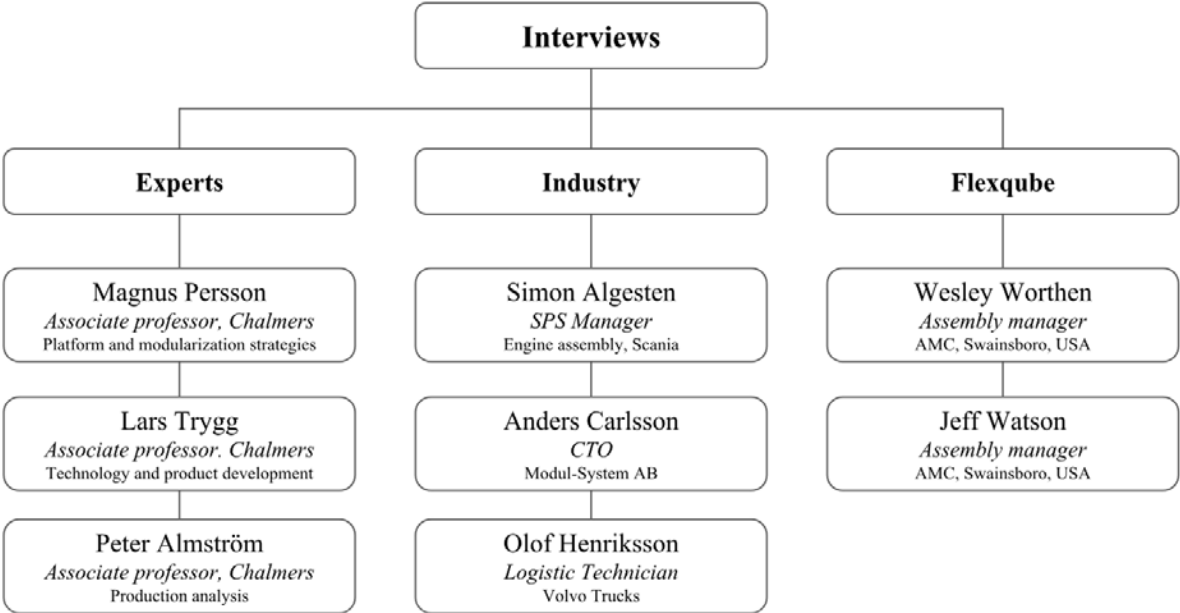 Interviews
Experts
Industry
Flexqube
Magnus Persson
Associate professor, Chalmers
Platform and modularization strategies
Simon Algesten
SPS Manager
Engine assembly, Scania
Wesley Worthen
Assembly manager
AMC, Swainsboro, USA
Lars Trygg
Associate professor. Chalmers
Technology and product development
Anders Carlsson
CTO
Modul-System AB
Jeff Watson
Assembly manager
AMC, Swainsboro, USA
Peter Almström
Associate professor, Chalmers
Production analysis
Olof Henriksson
Logistic Technician
Volvo Trucks